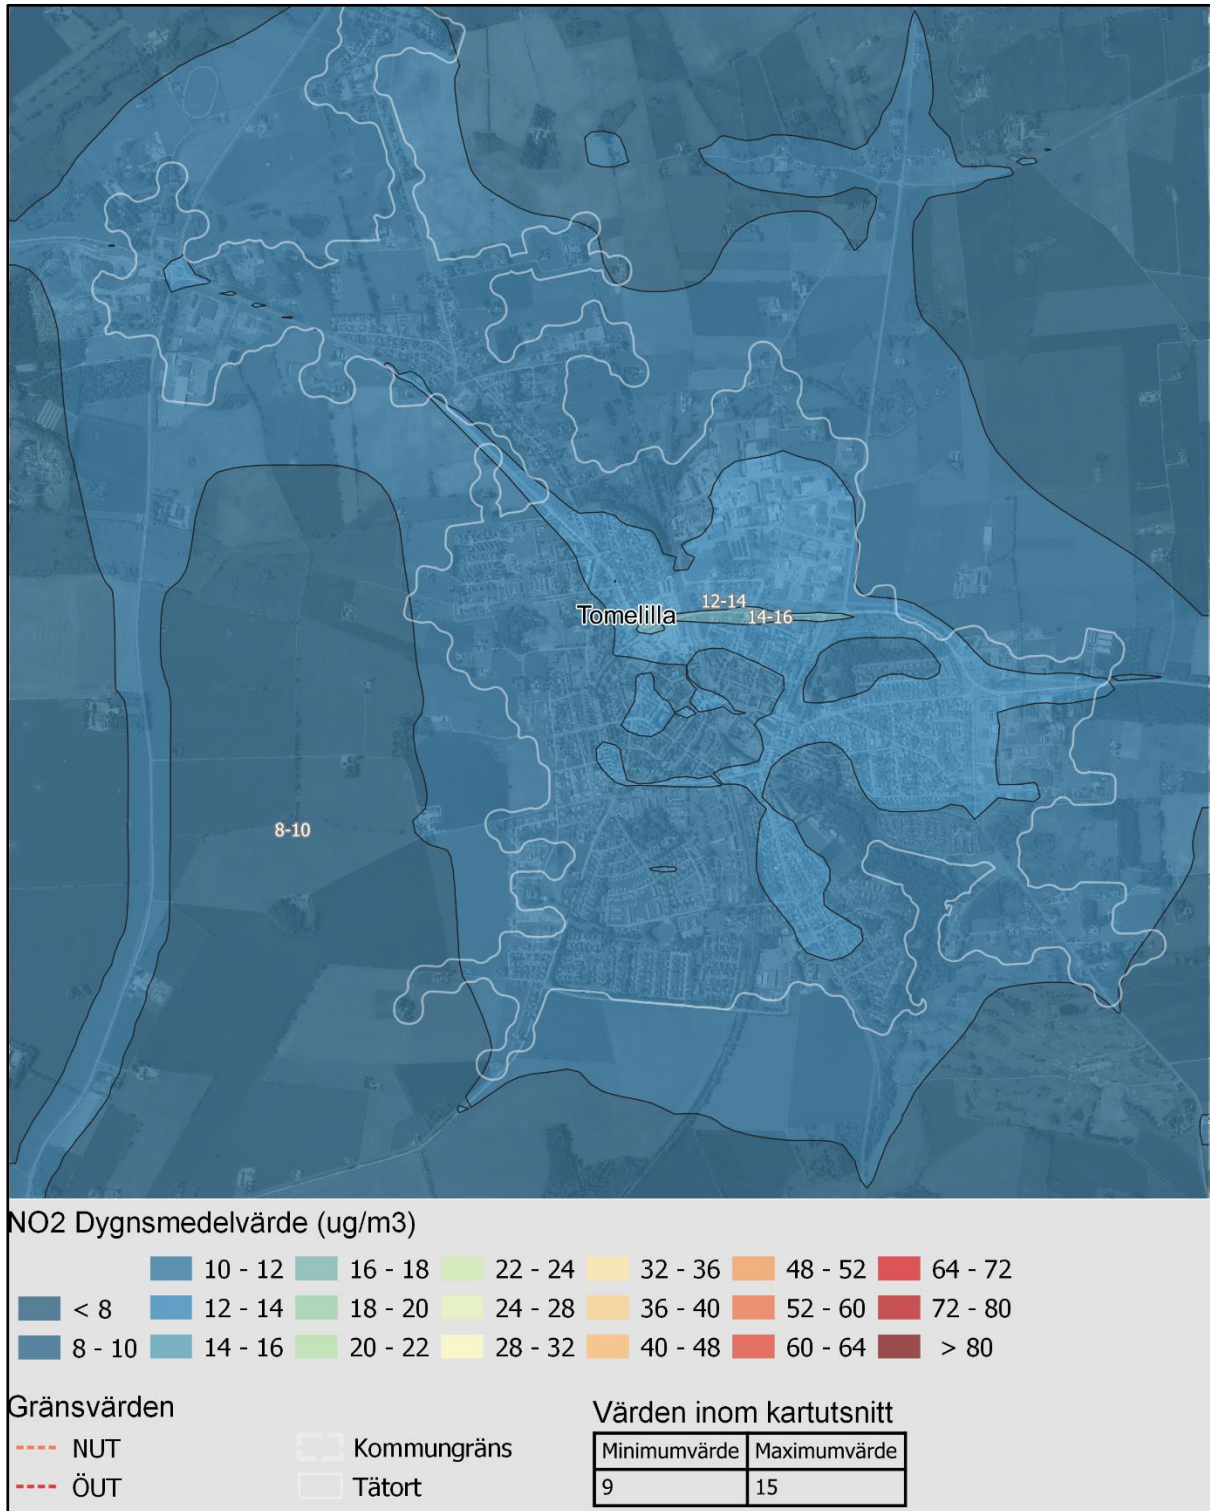 12-14
Tomelilla
14-16
8-10
NO2 Dygnsmedelvärde (ug/m3)
10 - 12 16 - 18 22 - 24 32 - 36 48 - 52 64 - 72
< 8 12 - 14 18 - 20 24 - 28 36 - 40 52 - 60 72 - 80
8 - 10 14 - 16 20 - 22 28 - 32 40 - 48 60 - 64 > 80
Gränsvärden
NUT
ÖUT
Kommungräns
Tätort
Värden inom kartutsnitt
Minimumvärde Maximumvärde
9 15